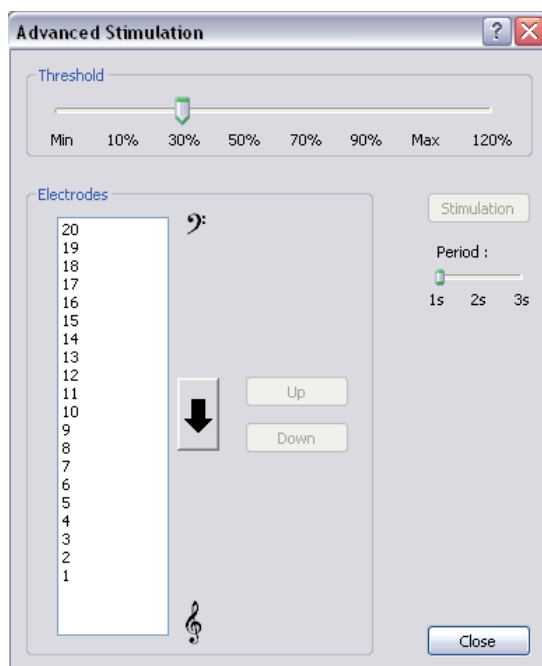 Advanced Stimulation
Threshold
Min 10% 30% 50% 70% 90% Max 120%
Electrodes
20
19
18
17
16
15
14
13
12
11
10
9
8
7
6
5
4
3
2
1
Up
Down
Stimulation
Period :
1s 2s 3s
Close